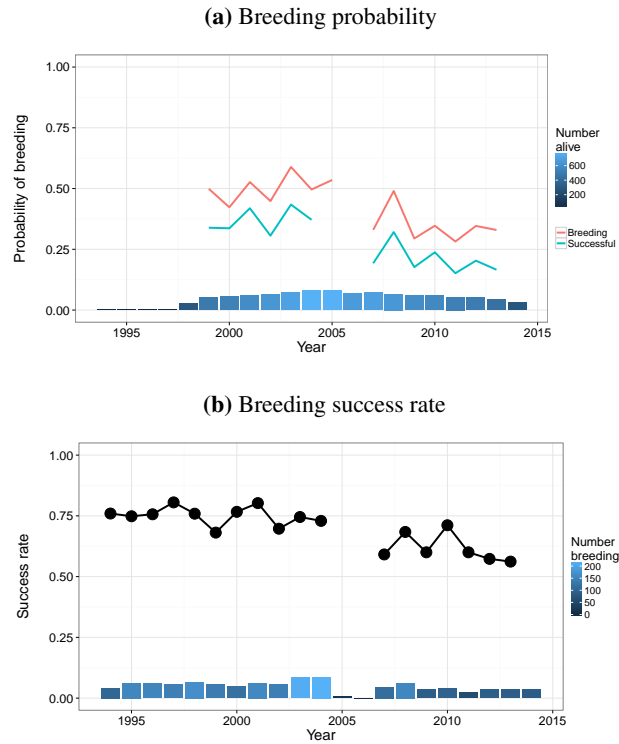 (a) Breeding probability
1.00
0.75
0.50
0.25
0.00
Probability of breeding
1995
2000
2005
2010
2015
Year
Number
alive
600
400
200
Breeding
Successful
(b) Breeding success rate
1.00
0.75
0.50
0.25
0.00
Success rate
1995
2000
2005
2010
2015
Year
Number
breeding
200
150
100
50
0